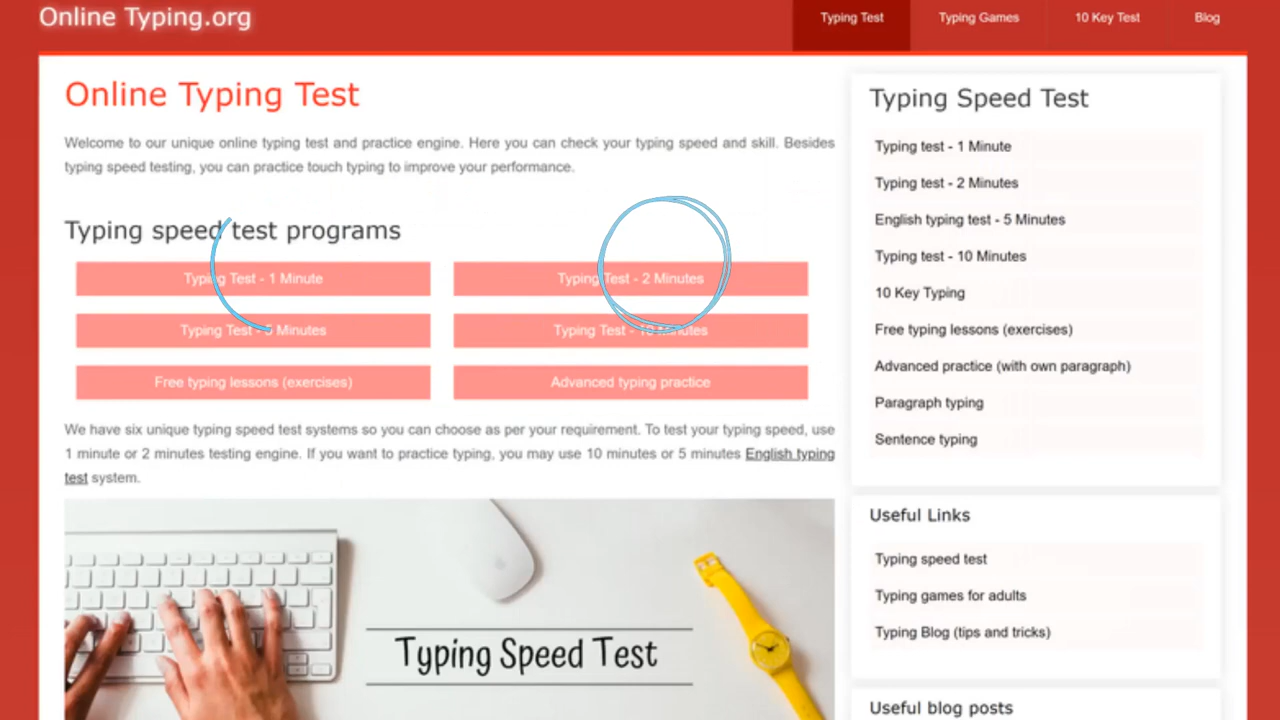 Online Typing.org
Typing Test
Typing Games
10 Key Test
Blog
Online Typing Test
Welcome to our unique online typing test and practice engine. Here you can check your typing speed and skill. Besides
typing speed testing, you can practice touch typing to improve your performance.
Typing speed test programs
Typing Test - 1 Minute
Typing Test - 2 Minutes
Typing Test - 5 Minutes
Typing Test - 10 Minutes
Free typing lessons (exercises)
Advanced typing practice
We have six unique typing speed test systems so you can choose as per your requirement. To test your typing speed, use
1 minute or 2 minutes testing engine. If you want to practice typing, you may use 10 minutes or 5 minutes English typing
test system.
Typing Speed Test
Typing Speed Test
Typing test - 1 Minute
Typing test - 2 Minutes
English typing test - 5 Minutes
Typing test - 10 Minutes
10 Key Typing
Free typing lessons (exercises)
Advanced practice (with own paragraph)
Paragraph typing
Sentence typing
Useful Links
Typing speed test
Typing games for adults
Typing Blog (tips and tricks)
Useful blog posts